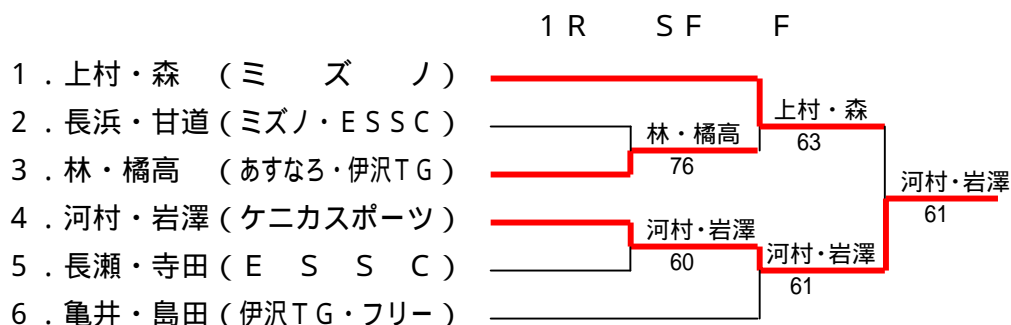 1R SF F
1.上村・森 (ミズノ)
2.長浜・甘道(ミズノ・ESSC)
3.林・橘高 (あすなろ・伊沢TG)
4.河村・岩澤(ケニカスポーツ)
5.長瀬・寺田(ESSC)
6.亀井・島田(伊沢TG・フリー)
林・橘高
76
河村・岩澤
60
上村・森
63
河村・岩澤
61
河村・岩澤
61